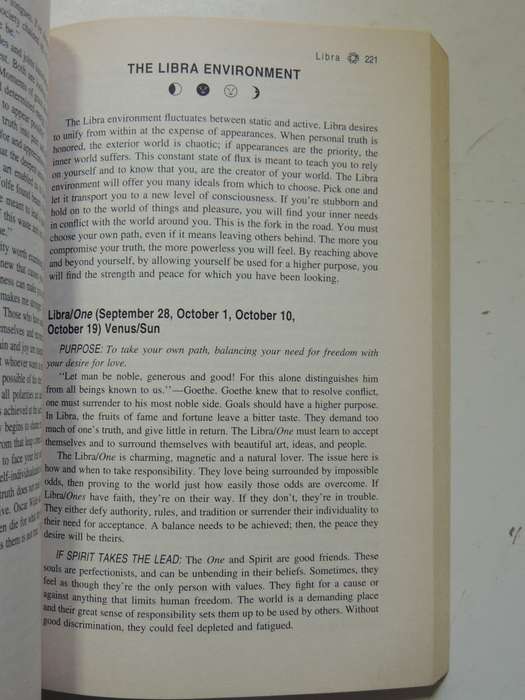 Libra 221
THE LIBRA ENVIRONMENT
The Libra environment fluctuates between static and active. Libra desires
to unify from within at the expense of appearances. When personal truth is
honored, the exterior world is chaotic; if appearances are the priority, the
inner world suffers. This constant state of flux is meant to teach you to rely
on yourself and to know that you, are the creator of your world. The Libra
environment will offer you many ideals from which to choose. Pick one and
let it transport you to a new level of consciousness. If you're stubborn and
hold on to the world of things and pleasure, you will find your inner needs
in conflict with the world around you. This is the fork in the road. You must
choose your own path, even if it means leaving others behind. The more you
compromise your truth, the more powerless you will feel. By reaching above
and beyond yourself, by allowing yourself be used for a higher purpose, you
will find the strength and peace for which you have been looking.
Libra/One (September 28, October 1, October 10,
October 19) Venus/Sun
PURPOSE: To take your own path, balancing your need for freedom with
your desire for love.
"Let man be noble, generous and good! For this alone distinguishes him
from all beings known to us."—Goethe. Goethe knew that to resolve conflict,
one must surrender to his most noble side. Goals should have a higher purpose.
In Libra, the fruits of fame and fortune leave a bitter taste. They demand too
much of one's truth, and give little in return. The Libra/One must learn to accept
themselves and to surround themselves with beautiful art, ideas, and people.
The Libra/One is charming, magnetic and a natural lover. The issue here is
how and when to take responsibility. They love being surrounded by impossible
odds, then proving to the world just how easily those odds are overcome. If
Libra/Ones have faith, they're on their way. If they don't, they're in trouble.
They either defy authority, rules, and tradition or surrender their individuality to
their need for acceptance. A balance needs to be achieved; then, the peace they
desire will be theirs.
IF SPIRIT TAKES THE LEAD: The One and Spirit are good friends. These
souls are perfectionists, and can be unbending in their beliefs. Sometimes, they
feel as though they're the only person with values. They fight for a cause or
against anything that limits human freedom. The world is a demanding place
and their great sense of responsibility sets them up to be used by others. Without
good discrimination, they could feel depleted and fatigued.